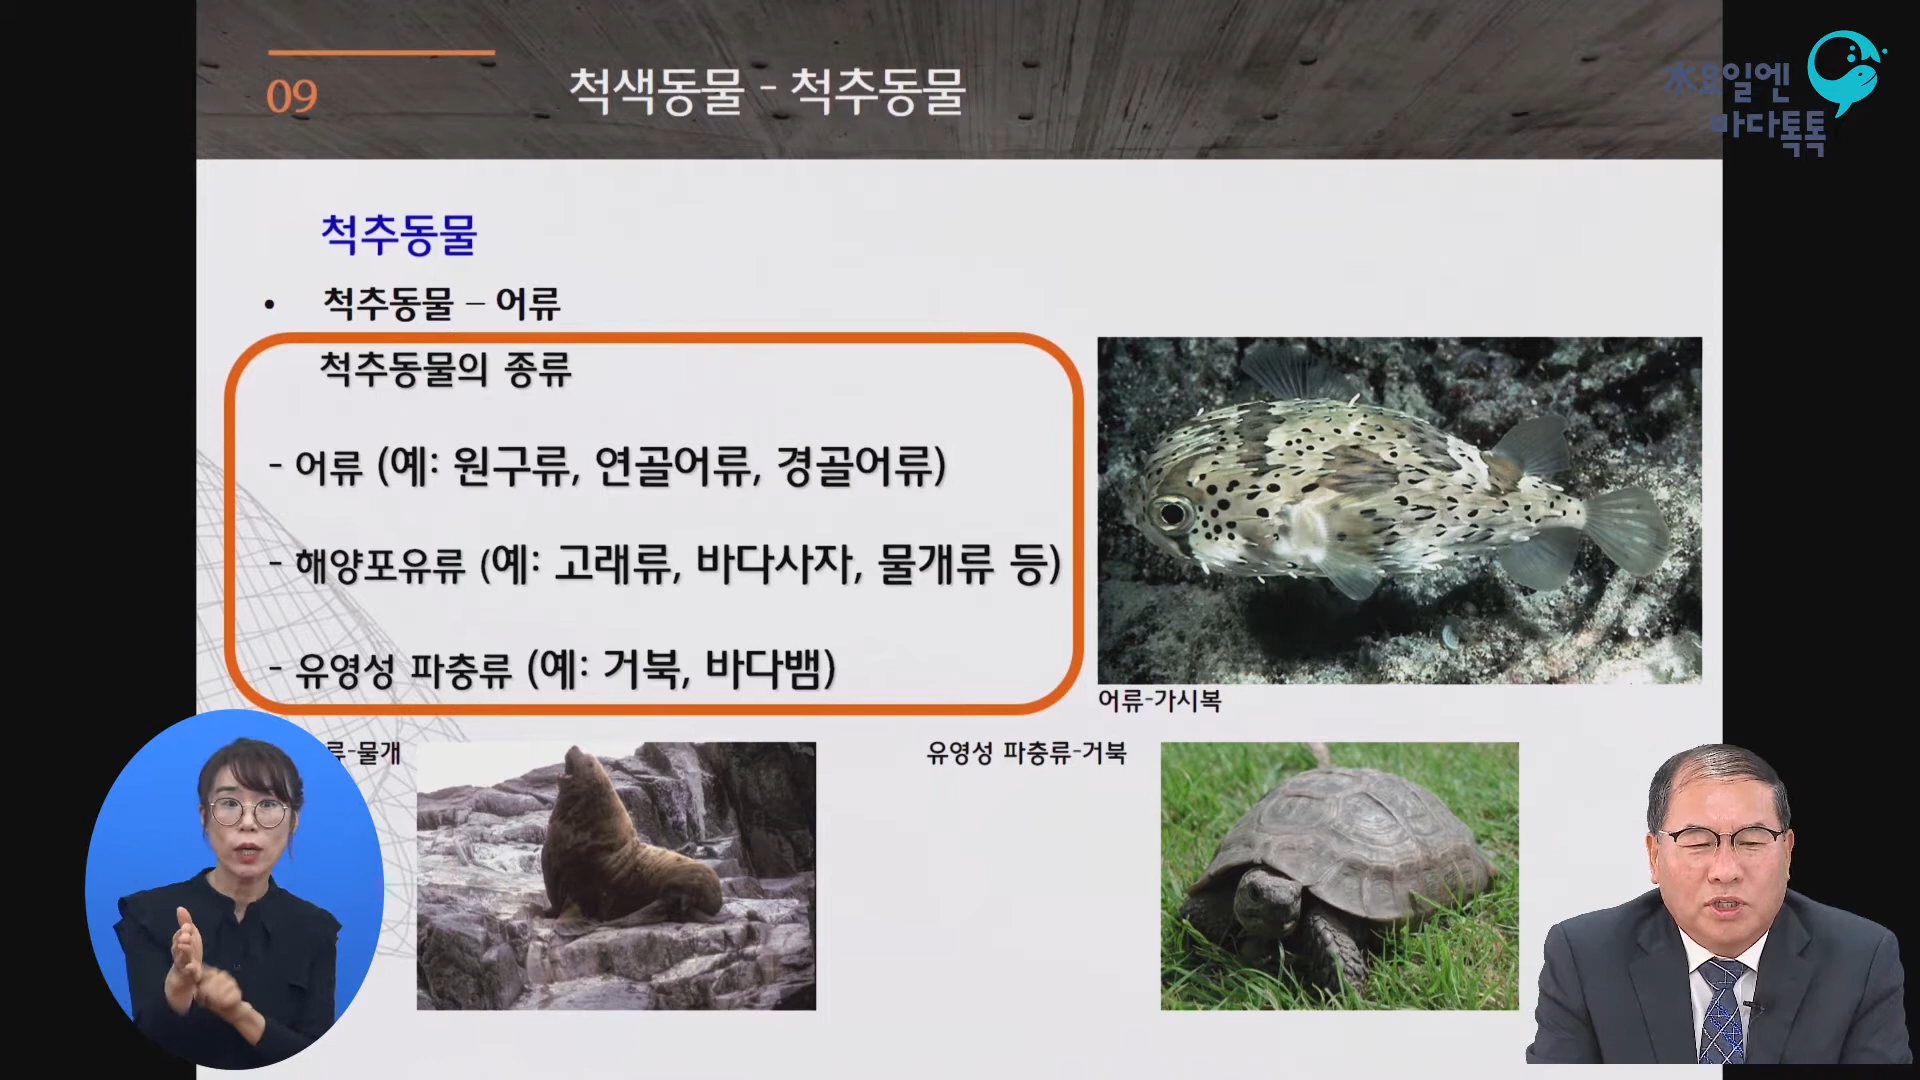 09
척색동물 - 척추동물
水요일엔
바다톡톡
척추동물
• 척추동물 – 어류
척추동물의 종류
- 어류 (예: 원구류, 연골어류, 경골어류)
- 해양포유류 (예: 고래류, 바다사자, 물개류 등)
- 유영성 파충류 (예: 거북, 바다뱀)
어류-가시복
류-물개
유영성 파충류-거북